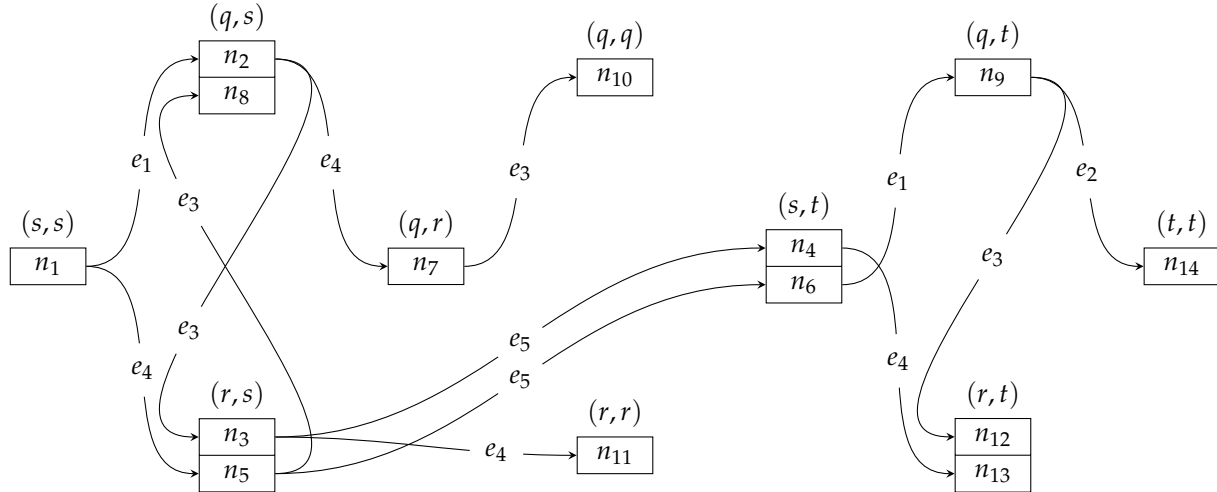 (q, s)
n₂
n₈
(q, q)
n₁₀
(q, t)
n₉
e₁
e₄
e₃
e₃
e₁
e₂
(s, s)
n₁
(q, r)
n₇
(s, t)
n₄
n₆
(t, t)
n₁₄
e₃
e₃
e₄
e₅
e₅
e₄
(r, s)
n₃
n₅
e₄
(r, r)
n₁₁
(r, t)
n₁₂
n₁₃